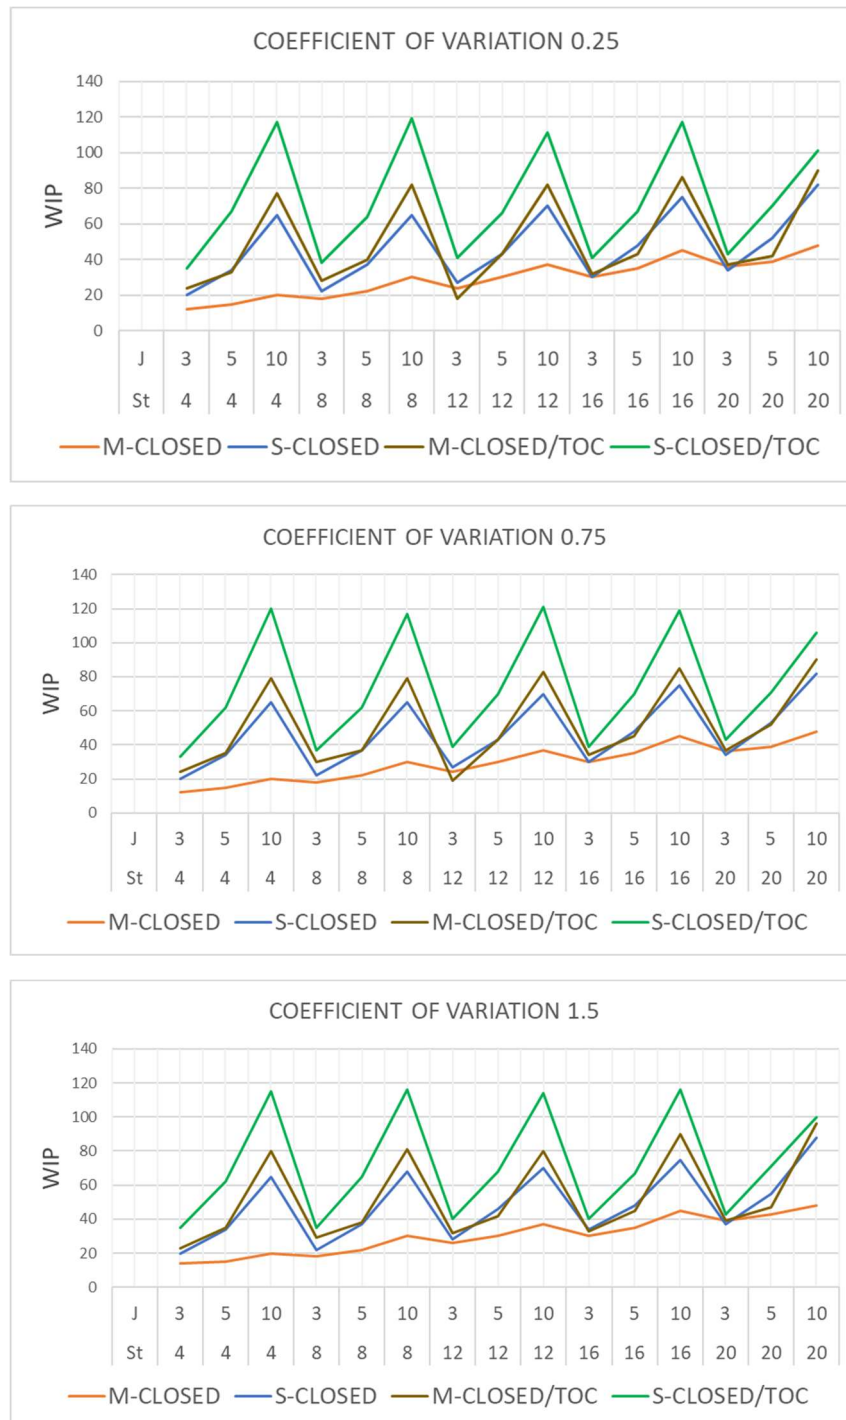 COEFFICIENT OF VARIATION 0.25
WIP
140
120
100
80
60
40
20
0
J 3 5 10 3 5 10 3 5 10 3 5 10 3 5 10
St 4 4 4 8 8 8 12 12 12 16 16 16 20 20 20
M-CLOSED S-CLOSED M-CLOSED/TOC S-CLOSED/TOC
COEFFICIENT OF VARIATION 0.75
WIP
140
120
100
80
60
40
20
0
J 3 5 10 3 5 10 3 5 10 3 5 10 3 5 10
St 4 4 4 8 8 8 12 12 12 16 16 16 20 20 20
M-CLOSED S-CLOSED M-CLOSED/TOC S-CLOSED/TOC
COEFFICIENT OF VARIATION 1.5
WIP
140
120
100
80
60
40
20
0
J 3 5 10 3 5 10 3 5 10 3 5 10 3 5 10
St 4 4 4 8 8 8 12 12 12 16 16 16 20 20 20
M-CLOSED S-CLOSED M-CLOSED/TOC S-CLOSED/TOC